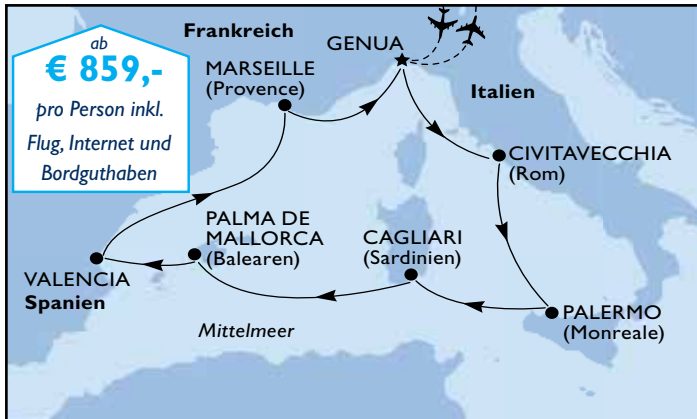 ab
€ 859,-
pro Person inkl.
Flug, Internet und
Bordguthaben
Frankreich
GENUA
MARSEILLE
(Provence)
Italien
CIVITAVECCHIA
(Rom)
PALMA DE
MALLORCA
(Balearen)
CAGLIARI
(Sardinien)
VALENCIA
Spanien
PALERMO
(Monreale)
Mittelmeer